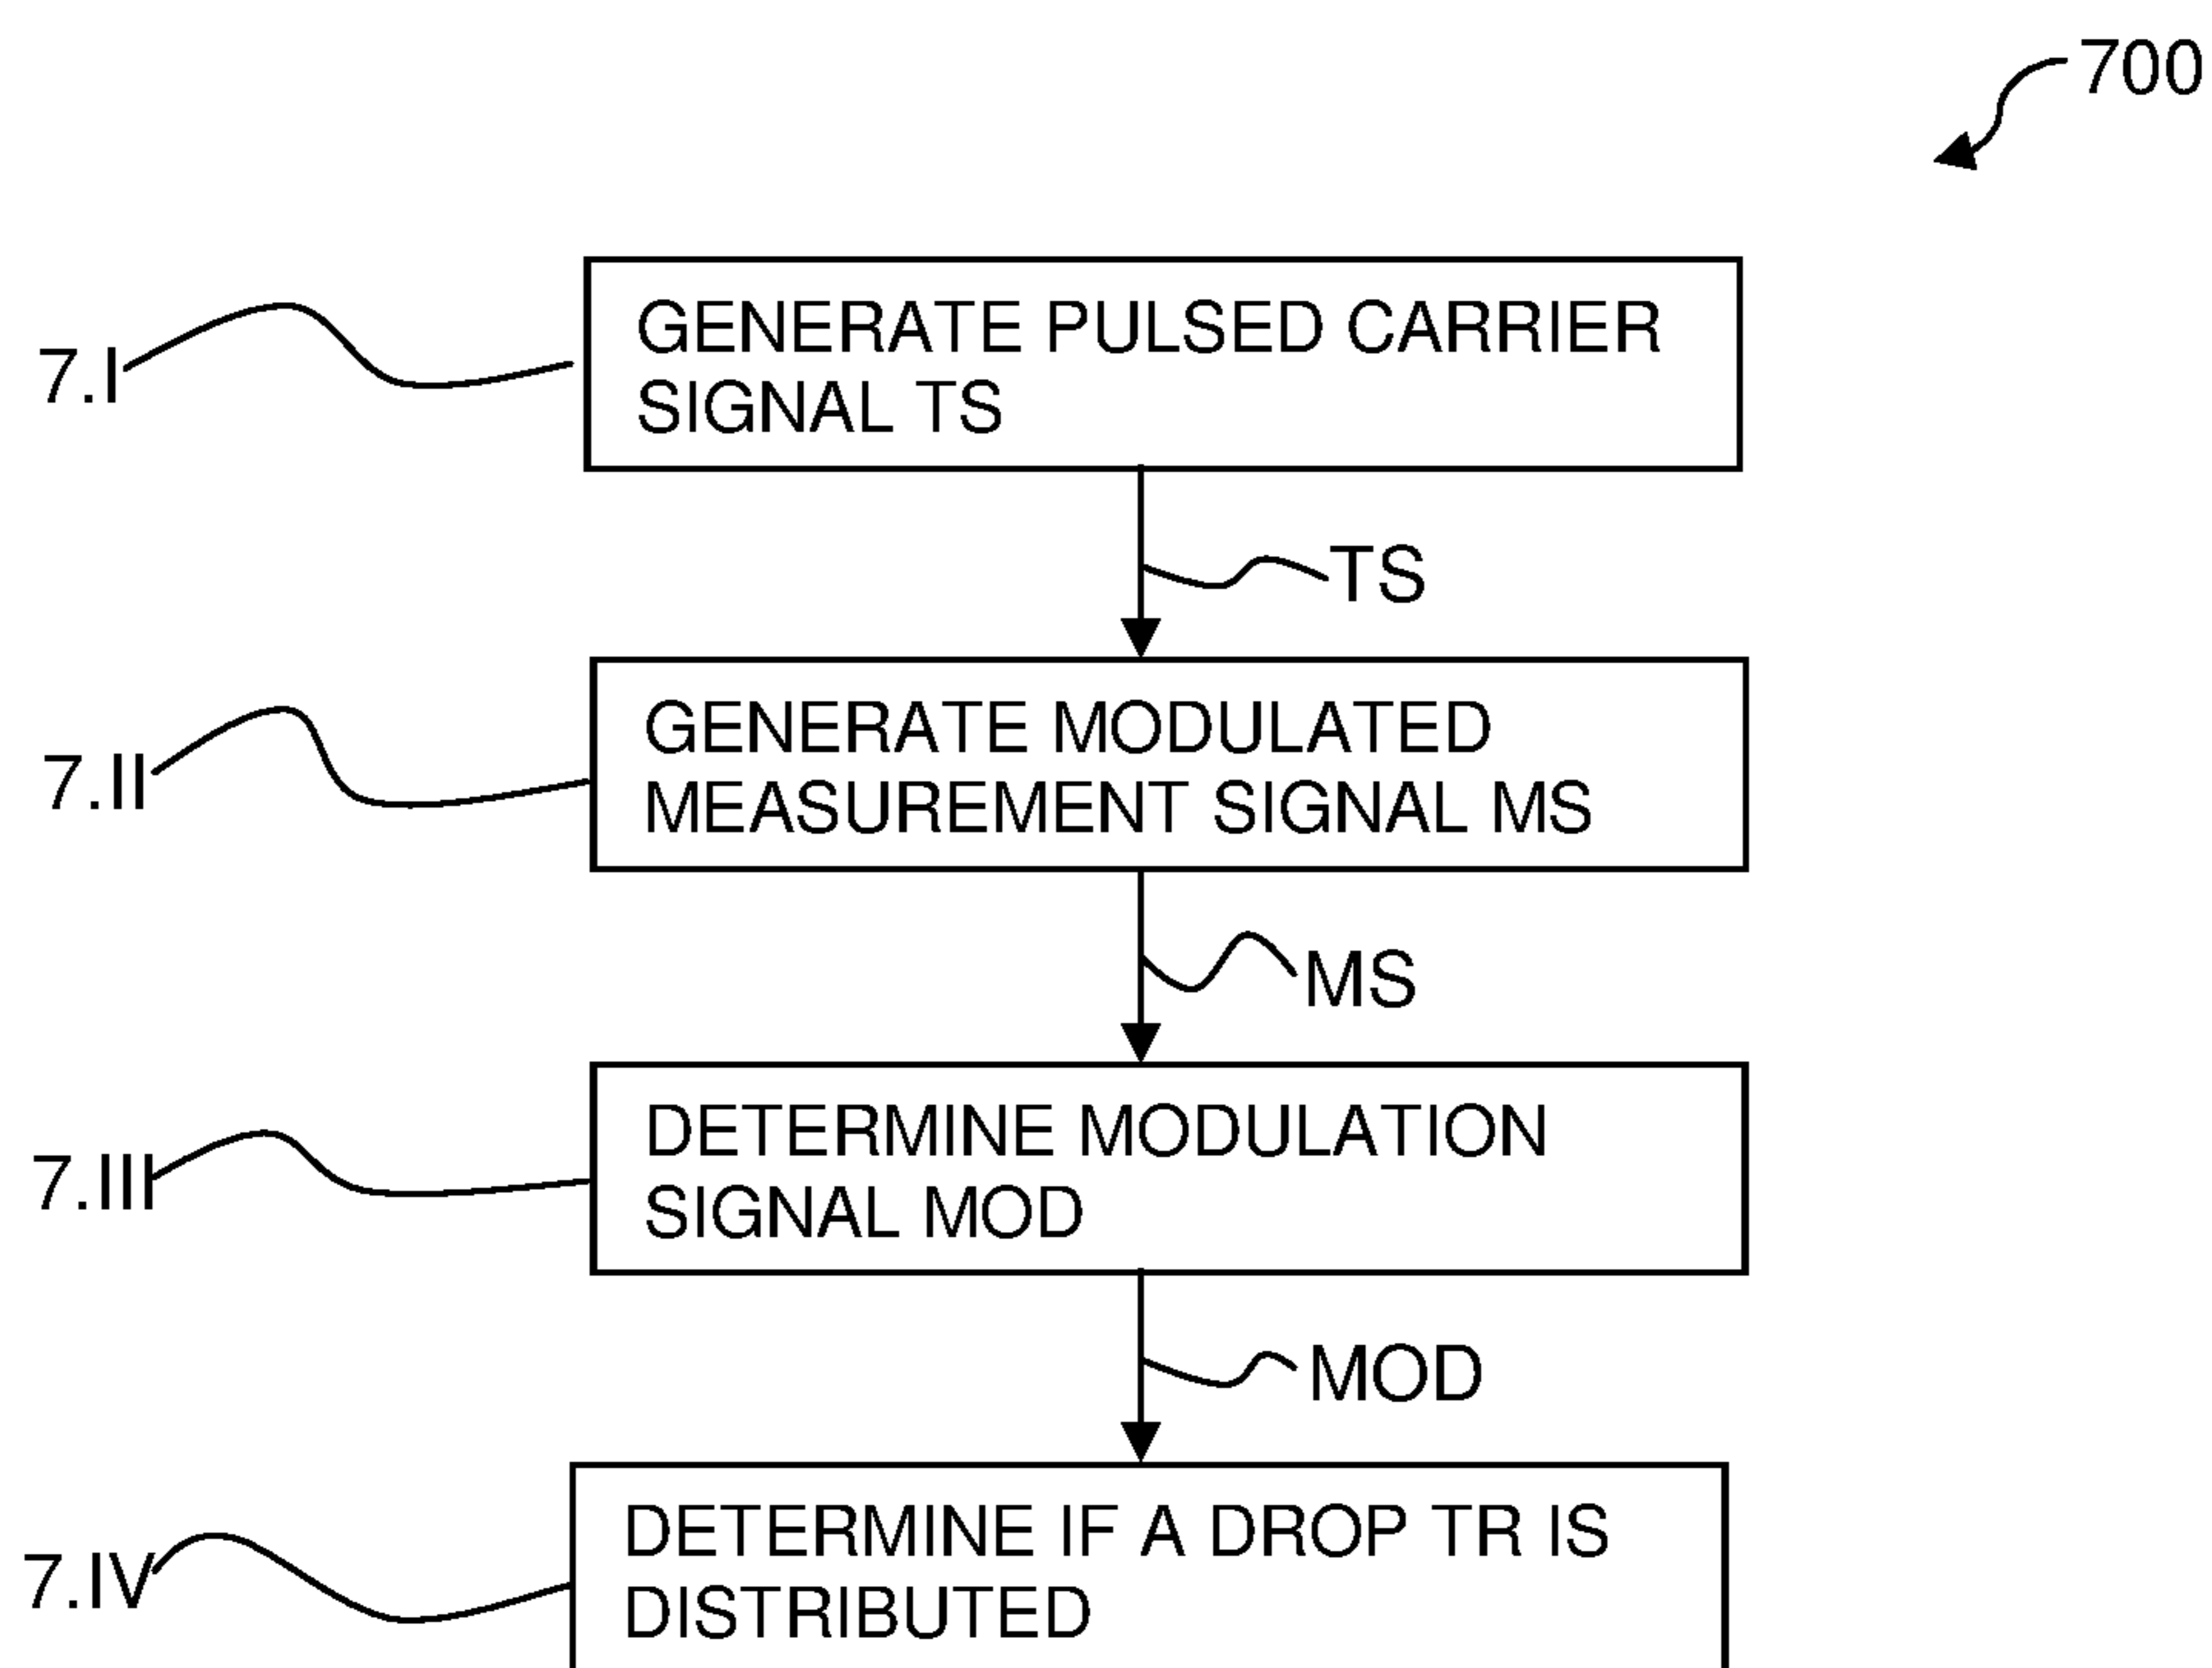 700
7.I
GENERATE PULSED CARRIER
SIGNAL TS
TS
7.II
GENERATE MODULATED
MEASUREMENT SIGNAL MS
MS
7.III
DETERMINE MODULATION
SIGNAL MOD
MOD
7.IV
DETERMINE IF A DROP TR IS
DISTRIBUTED